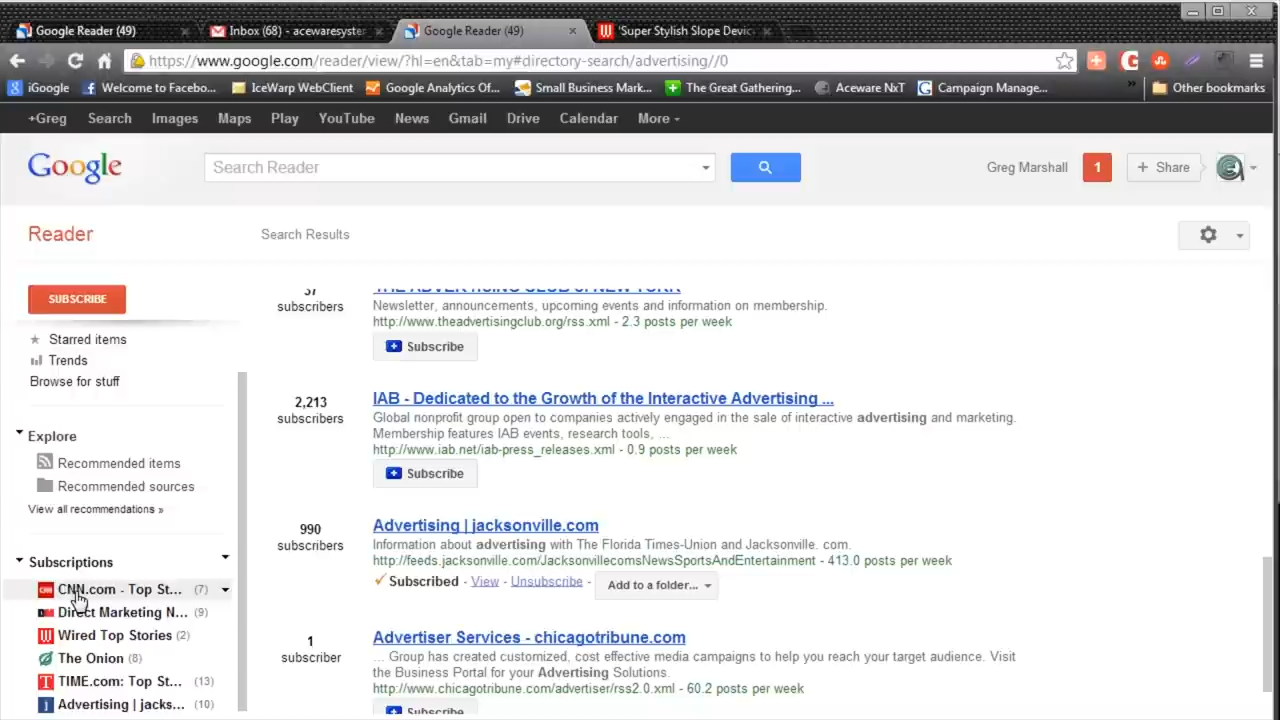 Google Reader (49)
Inbox (68) - acewaresyster
Google Reader (49)
'Super Stylish Slope Devic
https://www.google.com/reader/view/?hl=en&tab=my#directory-search/advertising//0
iGoogle
Welcome to Facebo...
IceWarp WebClient
Google Analytics Of...
Small Business Mark...
The Great Gathering...
Aceware NxT
Campaign Manage...
»
Other bookmarks
+Greg
Search
Images
Maps
Play
YouTube
News
Gmail
Drive
Calendar
More
Google
Search Reader
Greg Marshall
1
+ Share
Reader
Search Results
SUBSCRIBE
Starred items
Trends
Browse for stuff
Explore
Recommended items
Recommended sources
View all recommendations »
Subscriptions
CNN.com - Top St... (7)
Direct Marketing N... (9)
Wired Top Stories (2)
The Onion (8)
TIME.com: Top St... (13)
Advertising | jacks... (10)
37
subscribers
THE ADVERTISING CLUB of NEW YORK
Newsletter, announcements, upcoming events and information on membership.
http://www.theadvertisingclub.org/rss.xml - 2.3 posts per week
Subscribe
2,213
subscribers
IAB - Dedicated to the Growth of the Interactive Advertising ...
Global nonprofit group open to companies actively engaged in the sale of interactive advertising and marketing.
Membership features IAB events, research tools, ...
http://www.iab.net/iab-press_releases.xml - 0.9 posts per week
Subscribe
990
subscribers
Advertising | jacksonville.com
Information about advertising with The Florida Times-Union and Jacksonville. com.
http://feeds.jacksonville.com/JacksonvillecomsNewsSportsAndEntertainment - 413.0 posts per week
Subscribed - View - Unsubscribe - Add to a folder...
1
subscriber
Advertiser Services - chicagotribune.com
... Group has created customized, cost effective media campaigns to help you reach your target audience. Visit
the Business Portal for your Advertising Solutions.
http://www.chicagotribune.com/advertiser/rss2.0.xml - 60.2 posts per week
Subscribe